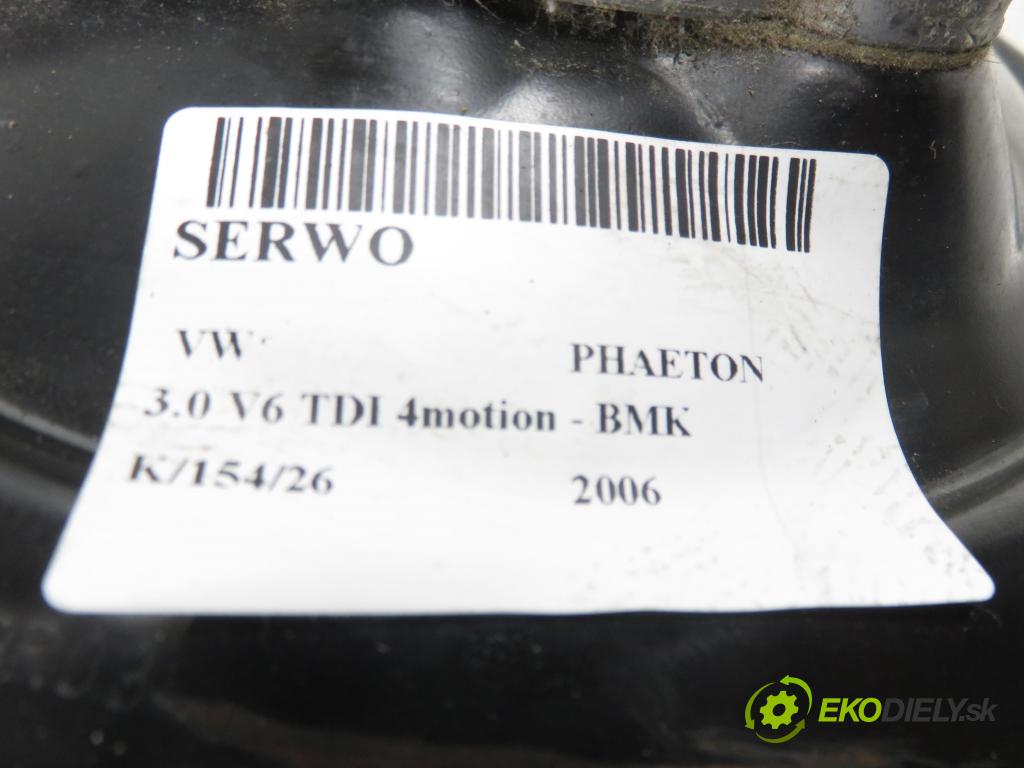 SERWO
VW PHAETON
3.0 V6 TDI 4motion - BMK
K/154/26 2006
EKODIELY.sk